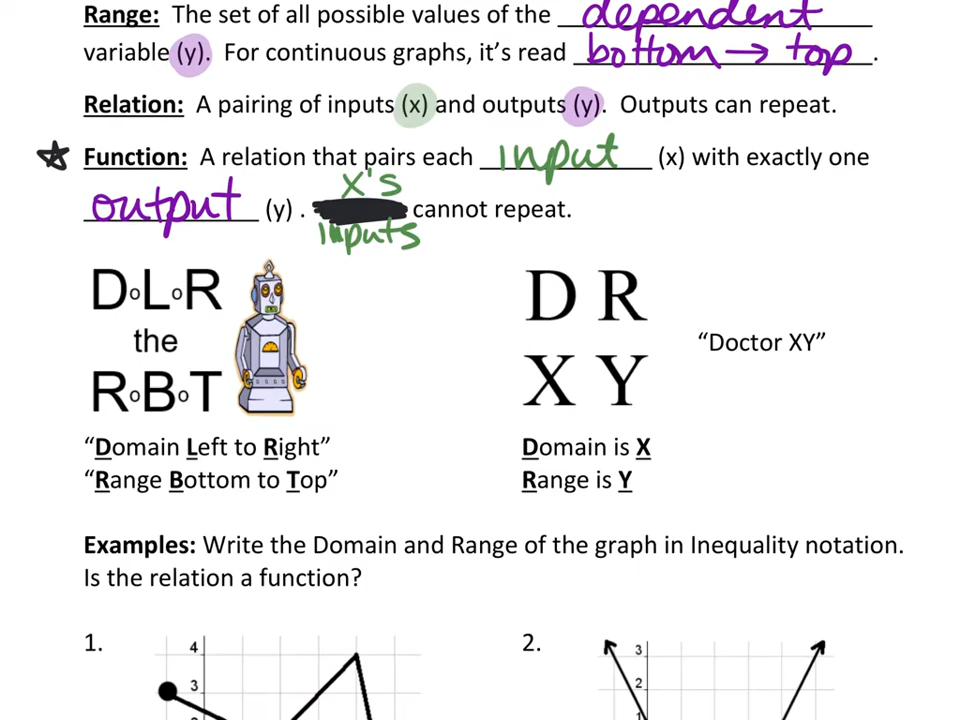 Range: The set of all possible values of the dependent
variable (y). For continuous graphs, it's read bottom → top.
Relation: A pairing of inputs (x) and outputs (y). Outputs can repeat.
☆ Function: A relation that pairs each input (x) with exactly one
x's
output (y). cannot repeat.
inputs
D∘L∘R
the
R∘B∘T
D R
X Y
"Doctor XY"
"Domain Left to Right"
"Range Bottom to Top"
Domain is X
Range is Y
Examples: Write the Domain and Range of the graph in Inequality notation.
Is the relation a function?
1.
4
3
2.
3
2
1